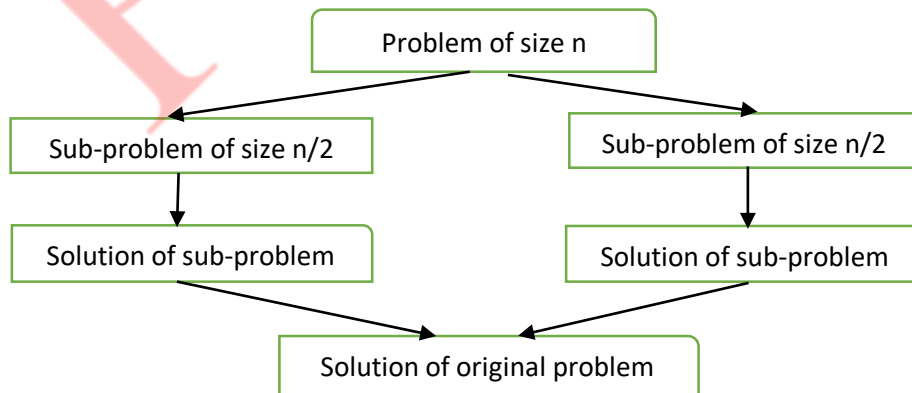 Problem of size n
Sub-problem of size n/2
Sub-problem of size n/2
Solution of sub-problem
Solution of sub-problem
Solution of original problem